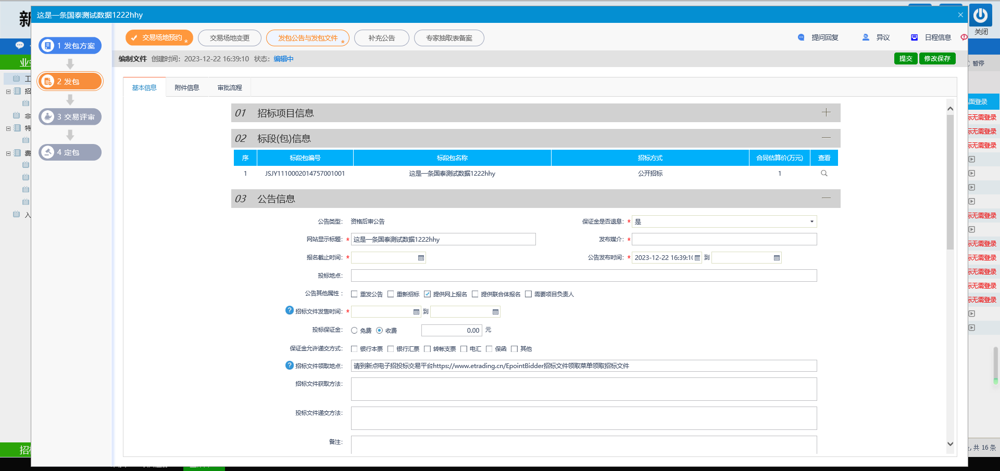 新
这是一条国泰测试数据1222hhy
关闭
1 发包方案
2 发包
3 交易评审
4 定包
交易场地预约 *
交易场地变更
发包公告与发包文件 *
补充公告
专家抽取表备案
提问回复
异议
日程信息
编制文件 创建时间：2023-12-22 16:39:10 状态：编辑中
提交
修改保存
暂停
工
招
非
特
费
入
招
基本信息
附件信息
审批流程
01 招标项目信息
02 标段(包)信息
序 标段包编号 标段包名称 招标方式 合同估算价(万元) 查看
1 JSJY1110002014757001001 这是一条国泰测试数据1222hhy 公开招标 1
03 公告信息
公告类型： 资格后审公告
保证金是否退息： * 是
网站显示标题： * 这是一条国泰测试数据1222hhy
发布媒介： *
报名截止时间： *
公告发布时间： * 2023-12-22 16:39:1 到
投标地点：
公告其他属性： 重发公告 重新招标 提供网上报名 提供联合体报名 需要项目负责人
? 招标文件发售时间： * 到
投标保证金： 免费 收费 0.00 元
保证金允许递交方式： 银行本票 银行汇票 转帐支票 电汇 保函 其他
? 招标文件领取地点： 请到新点电子招投标交易平台https://www.etrading.cn/EpointBidder招标文件领取菜单领取招标文件
招标文件获取方法：
投标文件递交方法：
备注：
面登录
标无需登录
标无需登录
标无需登录
标无需登录
标无需登录
标无需登录
标无需登录
标无需登录
标无需登录
, 共 16 条